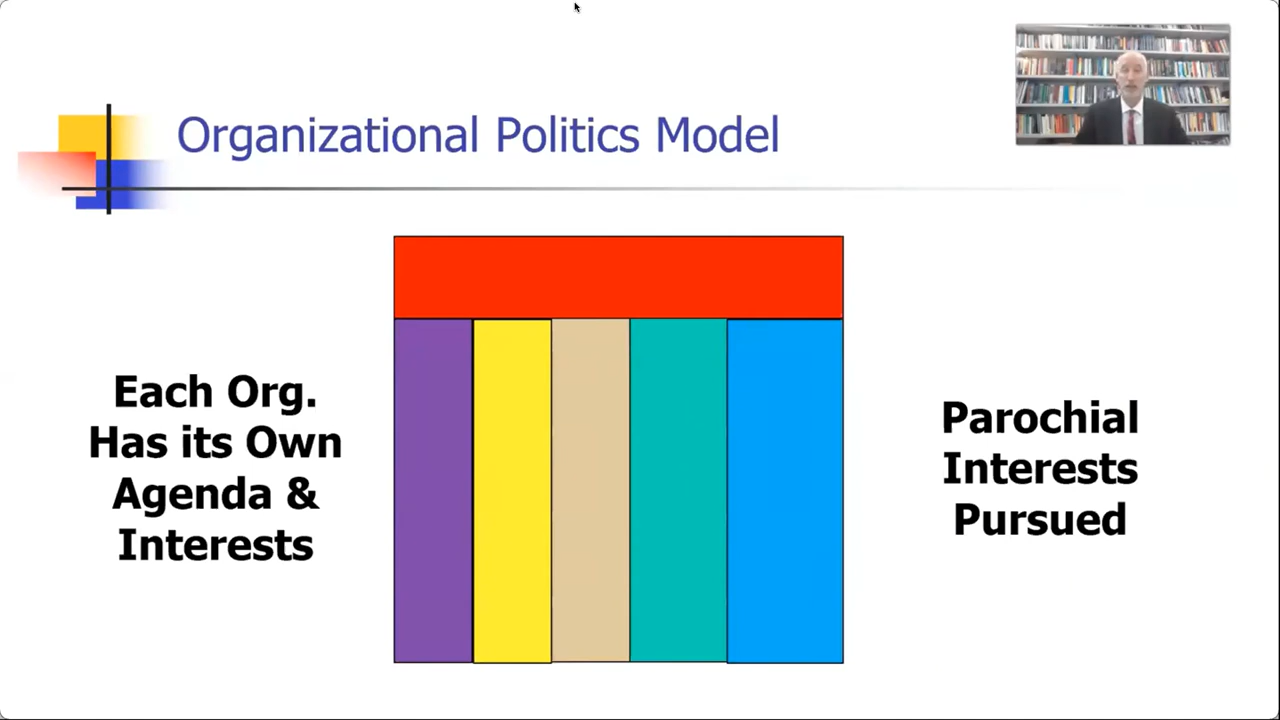 Organizational Politics Model
Each Org.
Has its Own
Agenda &
Interests
Parochial
Interests
Pursued